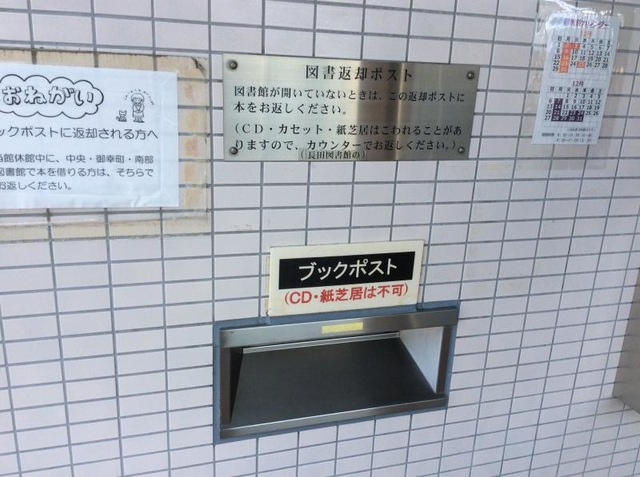 図書返却ポスト
図書館が開いていないときは、この返却ポストに
本をお返しください。
(CD・カセット・紙芝居はこわれることがあ
りますので、カウンターでお返しください。)
(長田図書館の)
おねがい
ックポストに返却される方へ
館休館中に、中央・御幸町・南部
図書館で本を借りる方は、そちらで
お返しください。
ブックポスト
(CD・紙芝居は不可)
12月